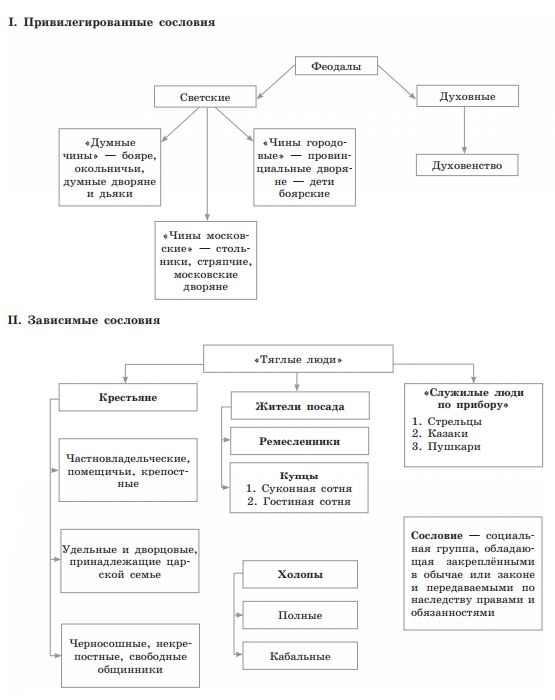 I. Привилегированные сословия
Феодалы
Светские
Духовные
«Думные
чины» — бояре,
окольничьи,
думные дворяне
и дьяки
«Чины городо-
вые» — провин-
циальные дворя-
не — дети
боярские
Духовенство
«Чины москов-
ские» — столь-
ники, стряпчие,
московские
дворяне
II. Зависимые сословия
«Тяглые люди»
Крестьяне
Частновладельческие,
помещичьи, крепост-
ные
Удельные и дворцовые,
принадлежащие цар-
ской семье
Черносошные, некре-
постные, свободные
общинники
Жители посада
Ремесленники
Купцы
1. Суконная сотня
2. Гостиная сотня
Холопы
Полные
Кабальные
«Служилые люди
по прибору»
1. Стрельцы
2. Казаки
3. Пушкари
Сословие — социаль-
ная группа, обладаю-
щая закреплёнными
в обычае или законе
и передаваемыми по
наследству правами и
обязанностями